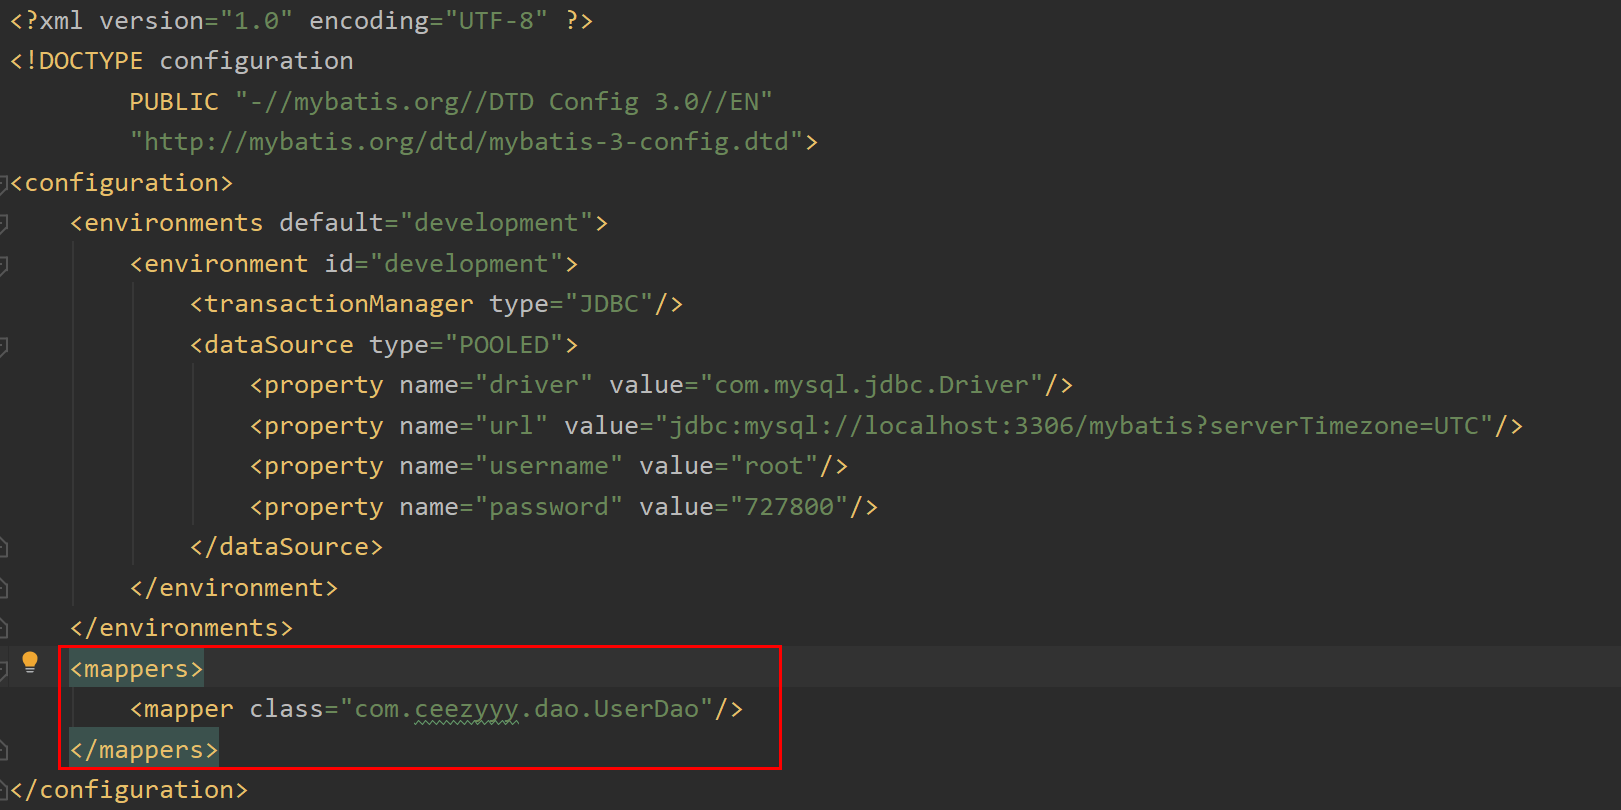 <?xml version="1.0" encoding="UTF-8" ?>
<!DOCTYPE configuration
        PUBLIC "-//mybatis.org//DTD Config 3.0//EN"
        "http://mybatis.org/dtd/mybatis-3-config.dtd">
<configuration>
    <environments default="development">
        <environment id="development">
            <transactionManager type="JDBC"/>
            <dataSource type="POOLED">
                <property name="driver" value="com.mysql.jdbc.Driver"/>
                <property name="url" value="jdbc:mysql://localhost:3306/mybatis?serverTimezone=UTC"/>
                <property name="username" value="root"/>
                <property name="password" value="727800"/>
            </dataSource>
        </environment>
    </environments>
    <mappers>
        <mapper class="com.ceezyyy.dao.UserDao"/>
    </mappers>
</configuration>